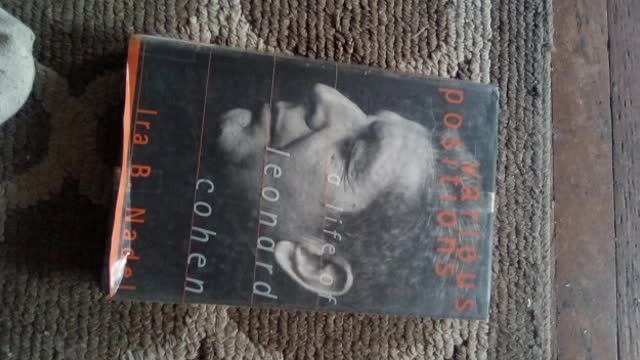 various
positions
a life of
leonard
cohen
Ira B. Nadel